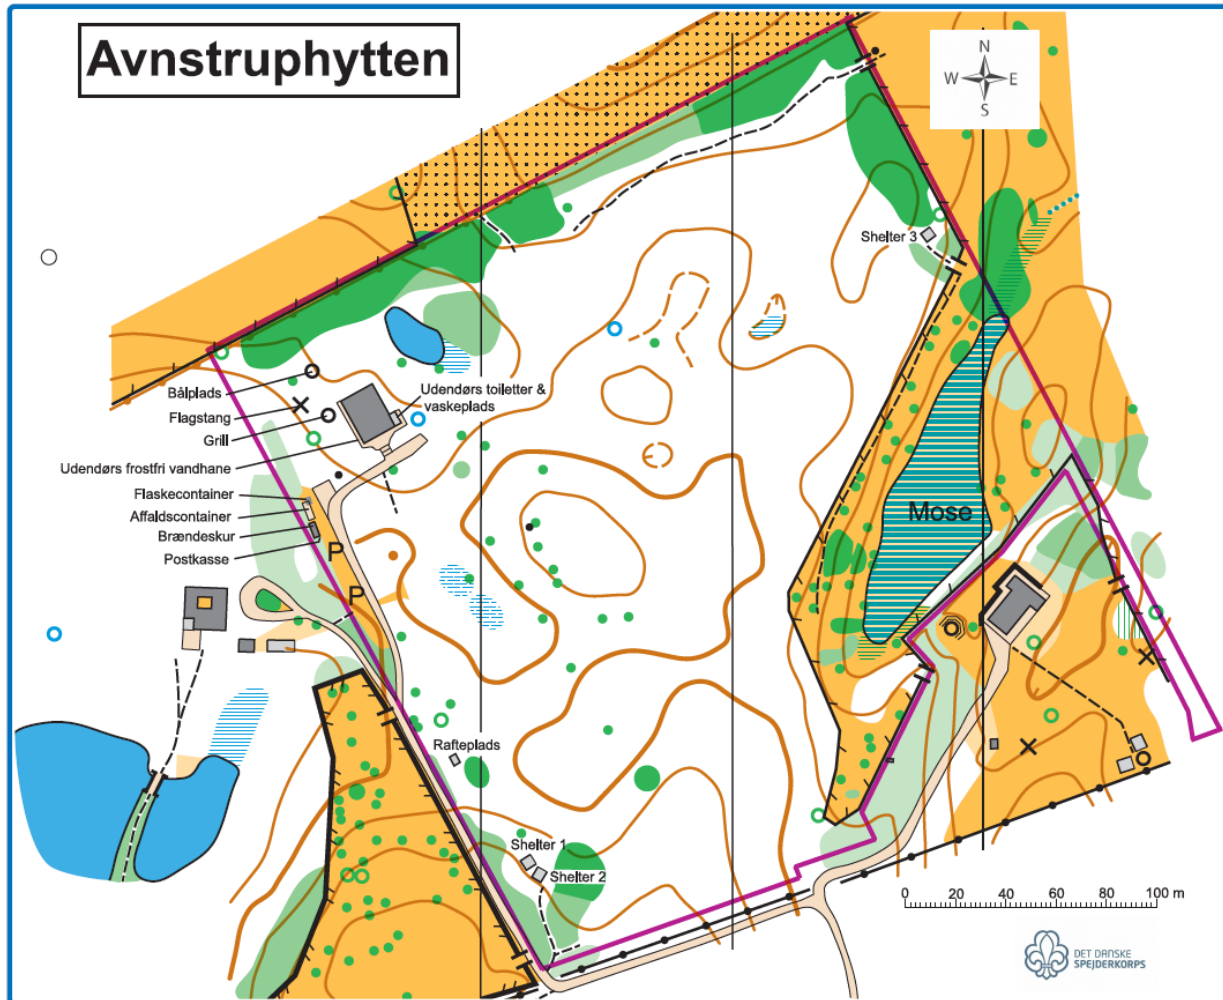 Avnstruphytten
N
W E
S
Shelter 3
Bålplads
Flagstang
Grill
Udendørs frostfri vandhane
Flaskecontainer
Affaldscontainer
Brændeskur
Postkasse
Udendørs toiletter &
vaskeplads
P
P
Mose
Rafteplads
Shelter 1
Shelter 2
0 20 40 60 80 100 m
DET DANSKE
SPEJDERKORPS